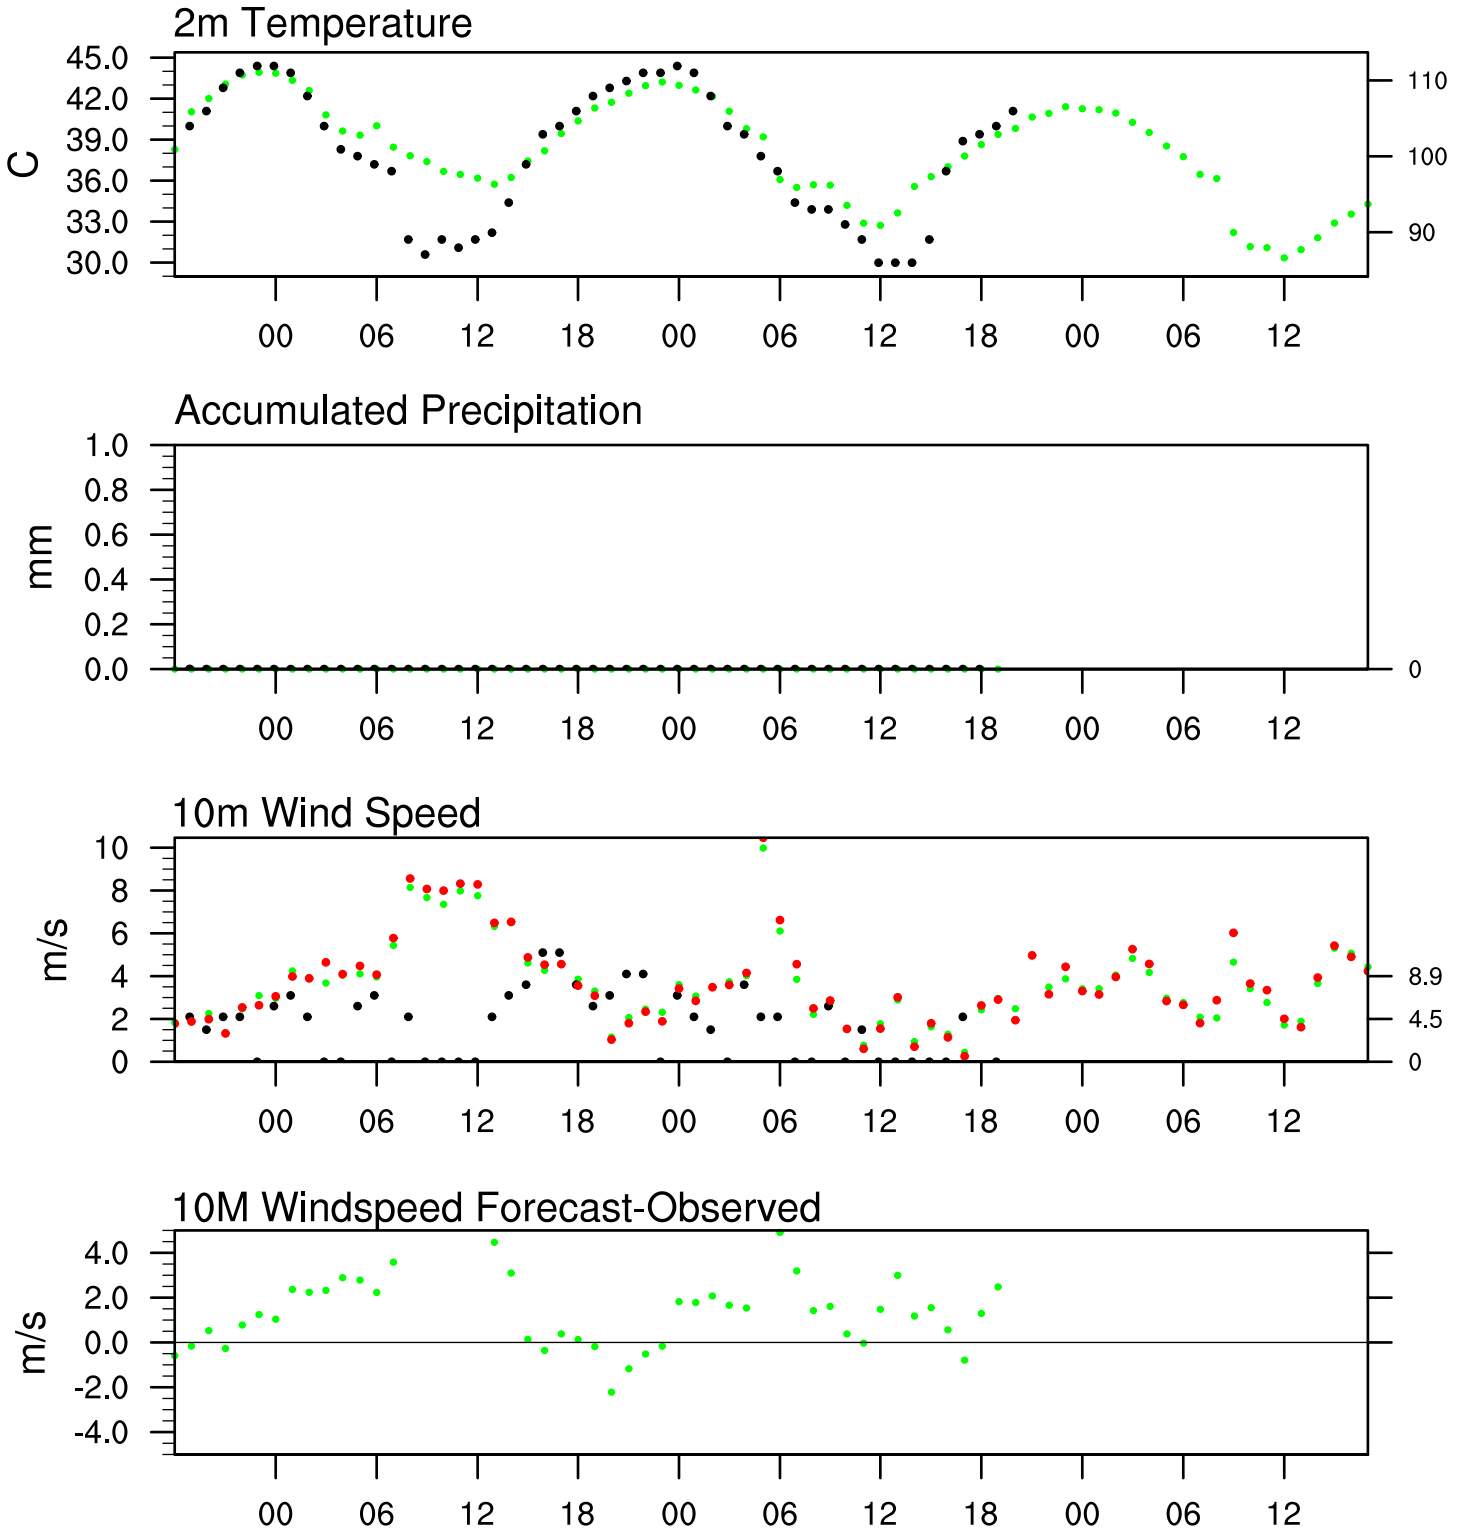 2m Temperature
45.0
42.0
39.0
36.0
33.0
30.0
C
110
100
90
00 06 12 18 00 06 12 18 00 06 12
Accumulated Precipitation
1.0
0.8
0.6
0.4
0.2
0.0
mm
0
00 06 12 18 00 06 12 18 00 06 12
10m Wind Speed
10
8
6
4
2
0
m/s
8.9
4.5
0
00 06 12 18 00 06 12 18 00 06 12
10M Windspeed Forecast-Observed
4.0
2.0
0.0
-2.0
-4.0
m/s
00 06 12 18 00 06 12 18 00 06 12